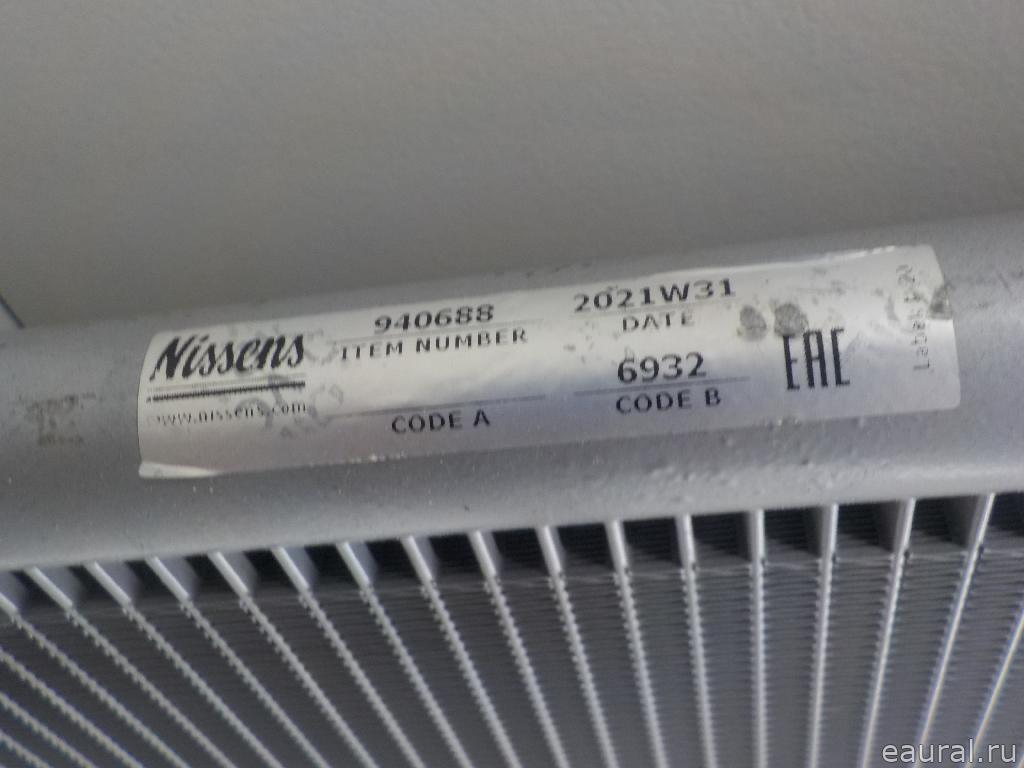 Nissens
www.nissens.com
940688
ITEM NUMBER
CODE A
2021W31
DATE
6932
CODE B
EAC
eaural.ru